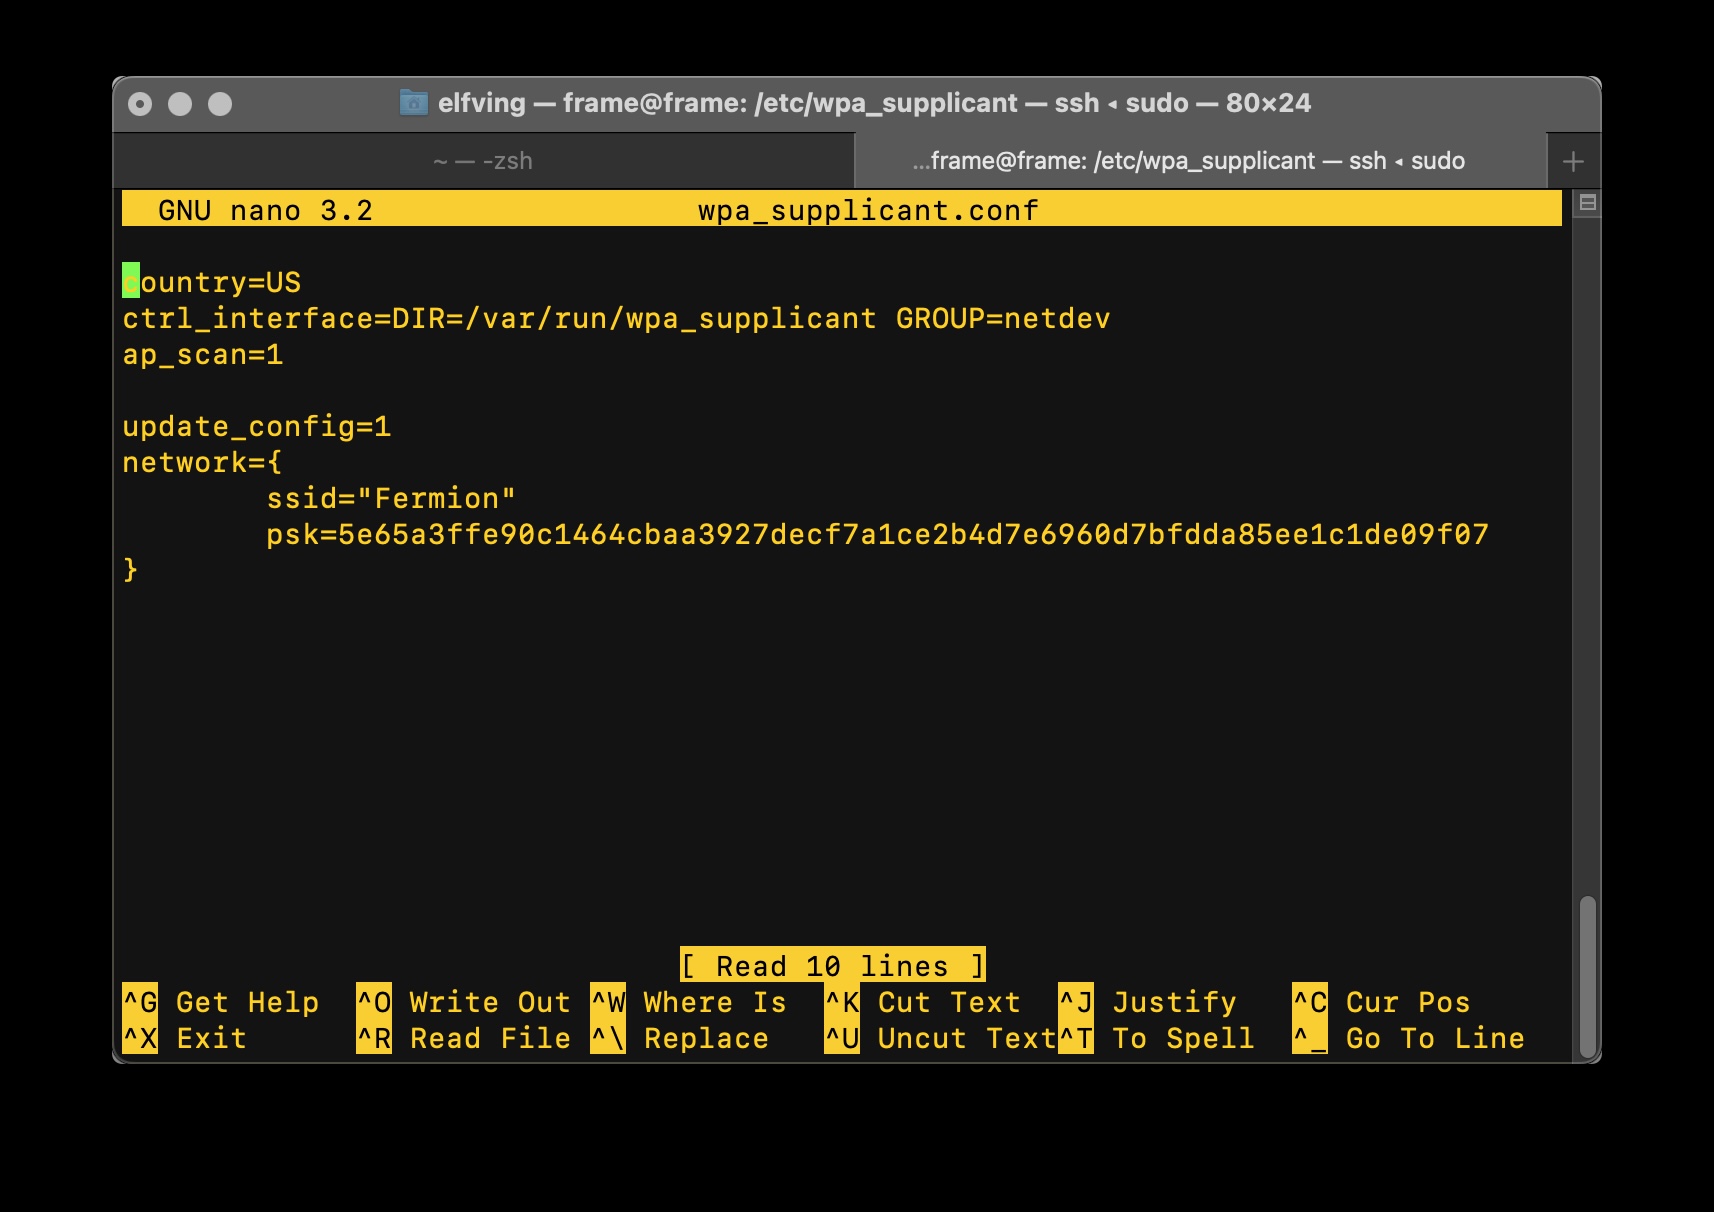 elfving — frame@frame: /etc/wpa_supplicant — ssh ◂ sudo — 80×24
~ — -zsh
...frame@frame: /etc/wpa_supplicant — ssh ◂ sudo
GNU nano 3.2 wpa_supplicant.conf
country=US
ctrl_interface=DIR=/var/run/wpa_supplicant GROUP=netdev
ap_scan=1
update_config=1
network={
ssid="Fermion"
psk=5e65a3ffe90c1464cbaa3927decf7a1ce2b4d7e6960d7bfdda85ee1c1de09f07
}
[ Read 10 lines ]
^G Get Help ^O Write Out ^W Where Is ^K Cut Text ^J Justify ^C Cur Pos
^X Exit ^R Read File ^\ Replace ^U Uncut Text ^T To Spell ^_ Go To Line